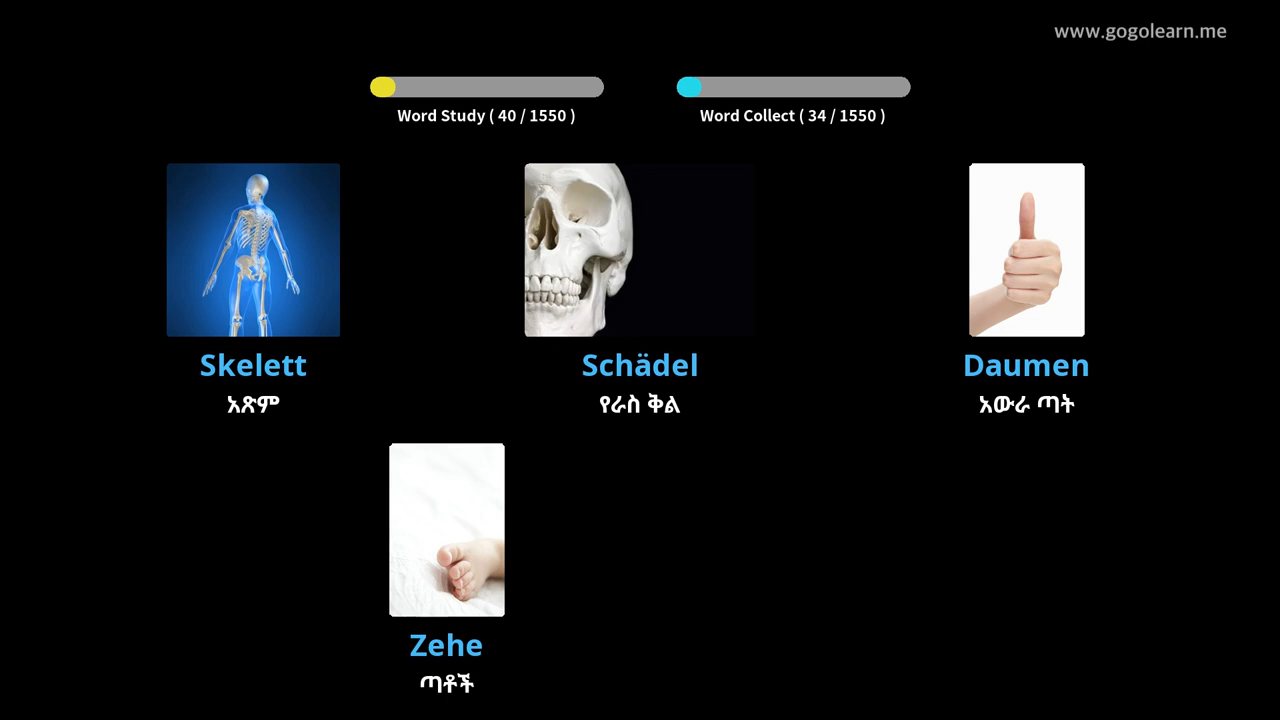 www.gogolearn.me
Word Study ( 40 / 1550 )
Word Collect ( 34 / 1550 )
Skelett
አጽም
Schädel
የራስ ቅል
Daumen
አውራ ጣት
Zehe
ጣቶች